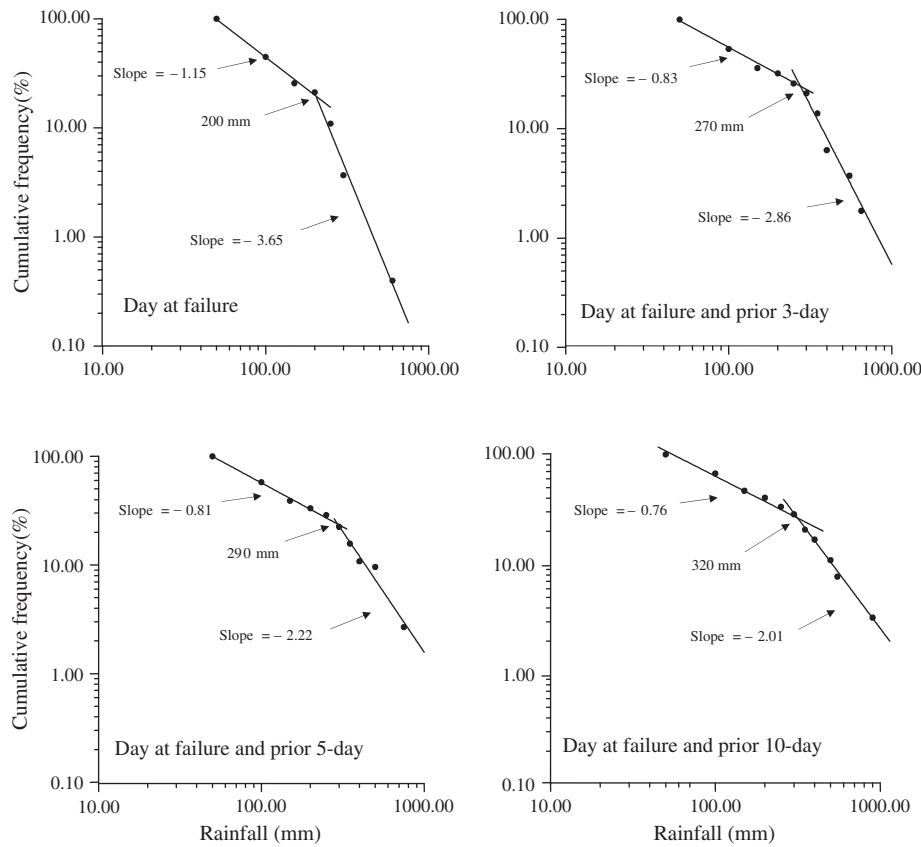 Cumulative frequency(%)
100.00
10.00
1.00
0.10
Slope = − 1.15
200 mm
Slope = − 3.65
Day at failure
10.00 100.00 1000.00
100.00
10.00
1.00
0.10
Slope = − 0.83
270 mm
Slope = − 2.86
Day at failure and prior 3-day
10.00 100.00 1000.00
Cumulative frequency(%)
100.00
10.00
1.00
0.10
Slope = − 0.81
290 mm
Slope = − 2.22
Day at failure and prior 5-day
10.00 100.00 1000.00
Rainfall (mm)
100.00
10.00
1.00
0.10
Slope = − 0.76
320 mm
Slope = − 2.01
Day at failure and prior 10-day
10.00 100.00 1000.00
Rainfall (mm)